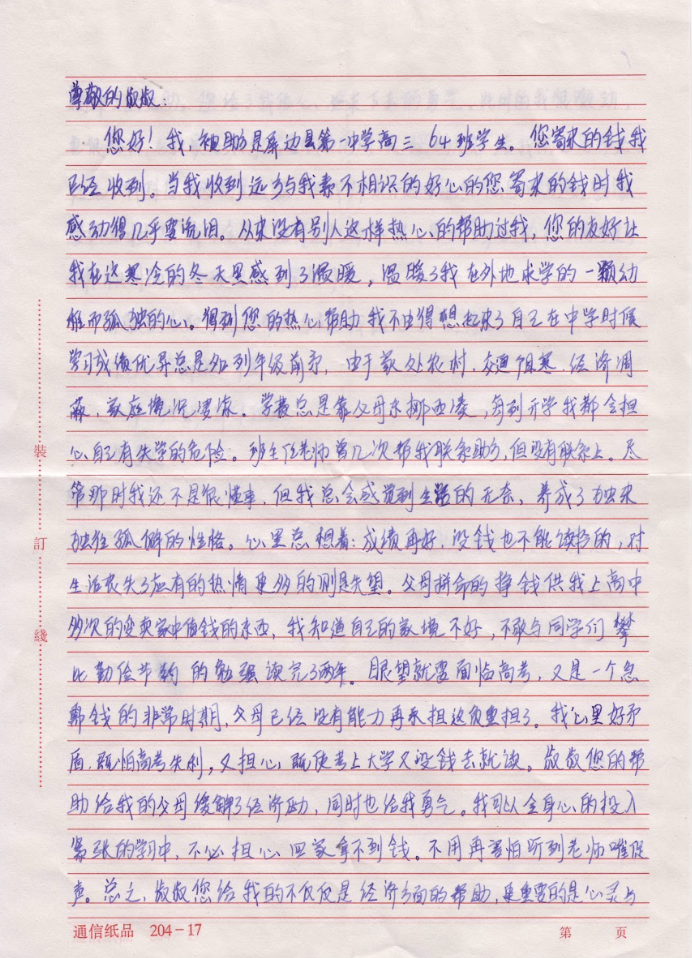 尊敬的敬敬:
您好!我,被助的是屏边县第一中学高三.64班学生。您寄来的钱我
已经收到。当我收到远乡与我素不相识的好心的您寄来的钱时我
感动得几乎要流泪。从来没有别人这样热心的帮助过我,您的友好让
我在这寒冷的冬天里感到了温暖,温暖了我在外地求学的一颗幼
稚而孤独的心。得到您的热心帮助我不由得想起来了自己在中学时候
学习成绩优异总是名列年级前茅,由于家处农村,交通阻塞,经济凋
蔽,家庭情况凄凉。学费总是靠父母东挪西凑,每到开学我都会担
心自己有失学的危险。班主任老师曾几次帮我联系助学,但没有联系上。尽
管那时我还不是很懂事,但我总会感觉到生活的无奈,养成了独来
独往孤僻的性格。心里总想着:成绩再好,没钱也不能读书的,对
生活丧失了应有的热情更多的则是失望。父母拼命的挣钱供我上高中
多次的变卖家中值钱的东西,我知道自己的家境不好,不敢与同学们攀
比勤俭节约的勉强读完了两年。眼望就要面临高考,又是一个急
需钱的非常时期,父母已经没有能力再承担这负重担了。我心里好矛
盾,既怕高考失利,又担心既使考上大学又没钱去就读。敬敬您的帮
助给我的父母缓解了经济,同时也给我勇气。我可以全身心的投入
紧张的学习中,不必担心回家拿不到钱。不用再害怕听到老师催促
声。总之,敬敬您给我的不仅仅是经济方面的帮助,更重要的是心灵与
装
订
线
通信纸品 204-17
第 页